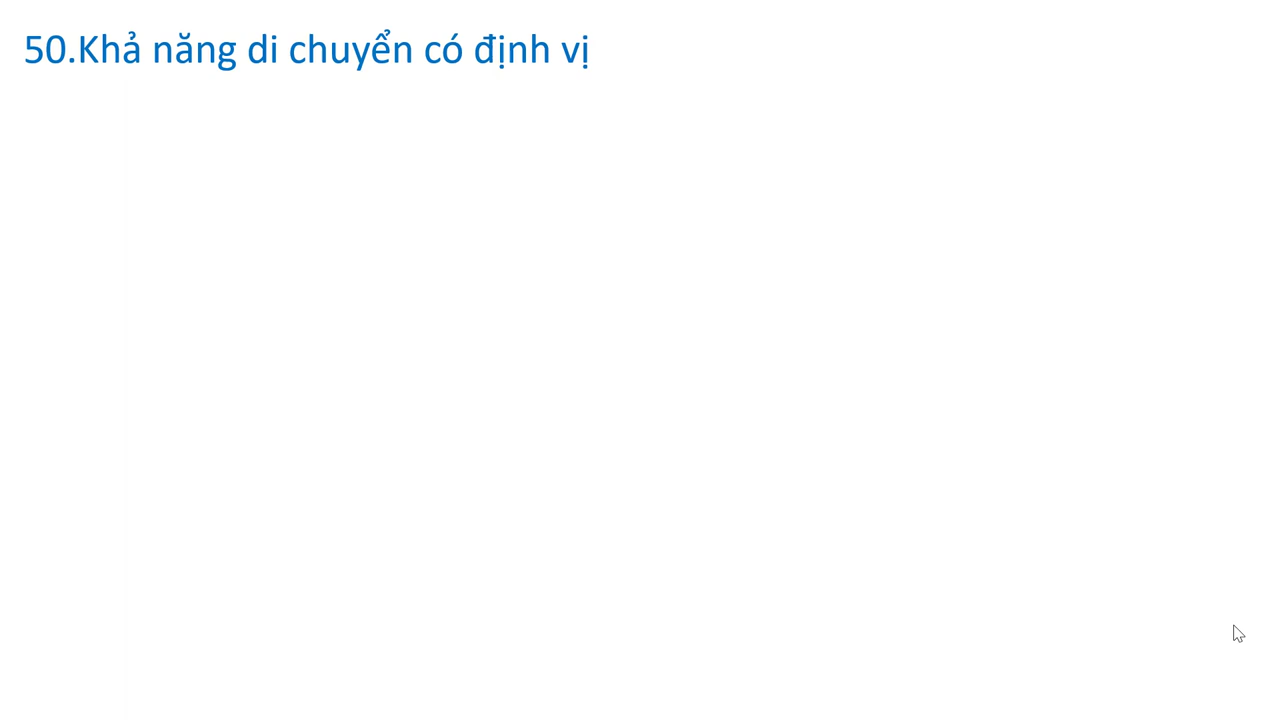 50.Khả năng di chuyển có định vị